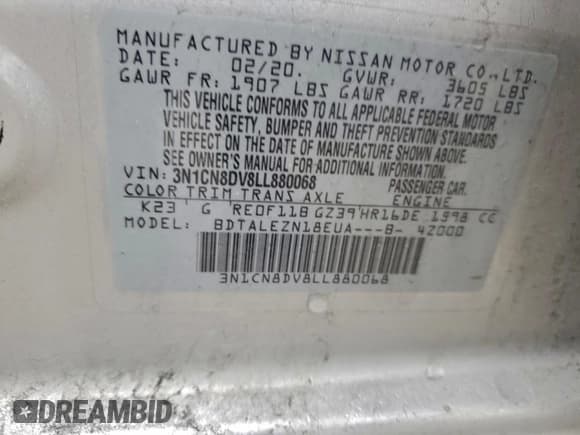 MANUFACTURED BY NISSAN MOTOR CO.,LTD.
DATE: 02/20. GVWR: 3605 LBS
GAWR FR: 1907 LBS GAWR RR: 1720 LBS
THIS VEHICLE CONFORMS TO ALL APPLICABLE FEDERAL MOTOR
VEHICLE SAFETY, BUMPER AND THEFT PREVENTION STANDARDS
IN EFFECT ON THE DATE OF MANUFACTURE SHOWN ABOVE.
SEE OWNER'S MANUAL FOR ADDITIONAL INFORMATION.
VIN: 3N1CN8DV8LL880068 PASSENGER CAR.
COLOR TRIM TRANS AXLE ENGINE
K23 G RE0F11B GZ39 HR16DE 1598 CC
MODEL: BDTALEZN18EUA---B- 42000
3N1CN8DV8LL880068
DREAMBID